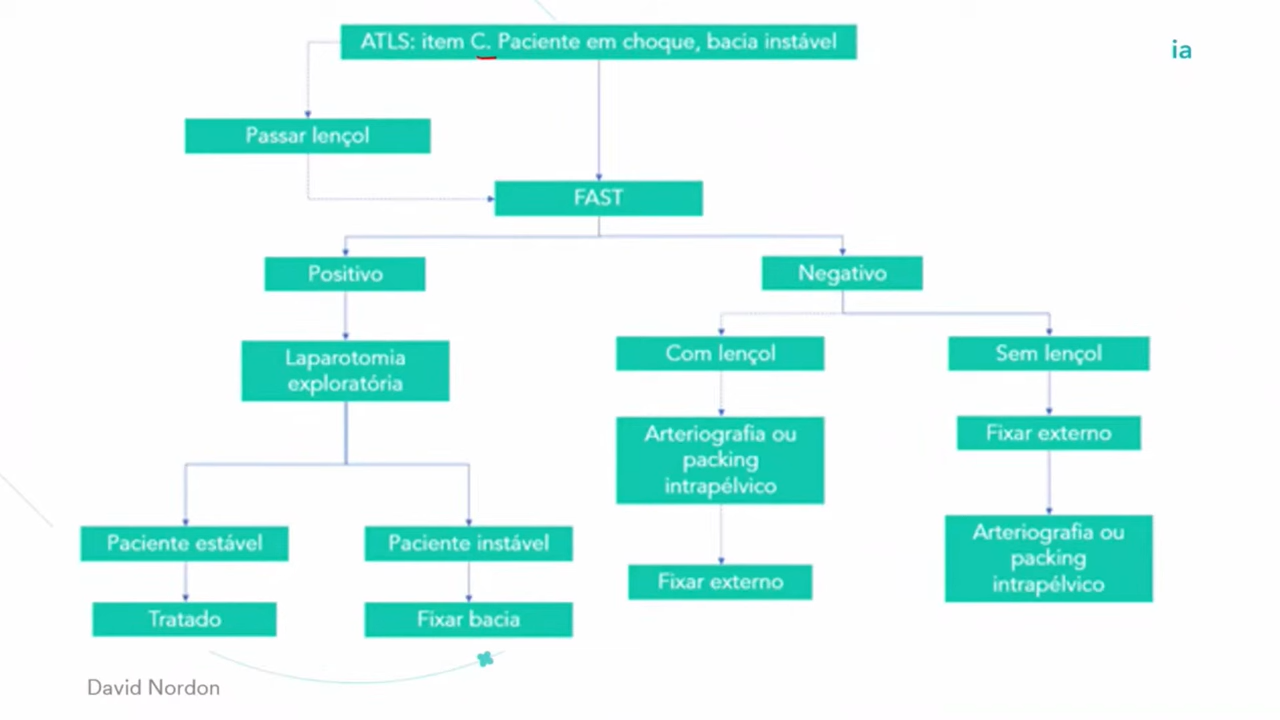 ATLS: item C. Paciente em choque, bacia instável
ia
Passar lençol
FAST
Positivo
Negativo
Laparotomia
exploratória
Com lençol
Sem lençol
Arteriografia ou
packing
intrapélvico
Fixar externo
Paciente estável
Paciente instável
Arteriografia ou
packing
intrapélvico
Fixar externo
Tratado
Fixar bacia
David Nordon